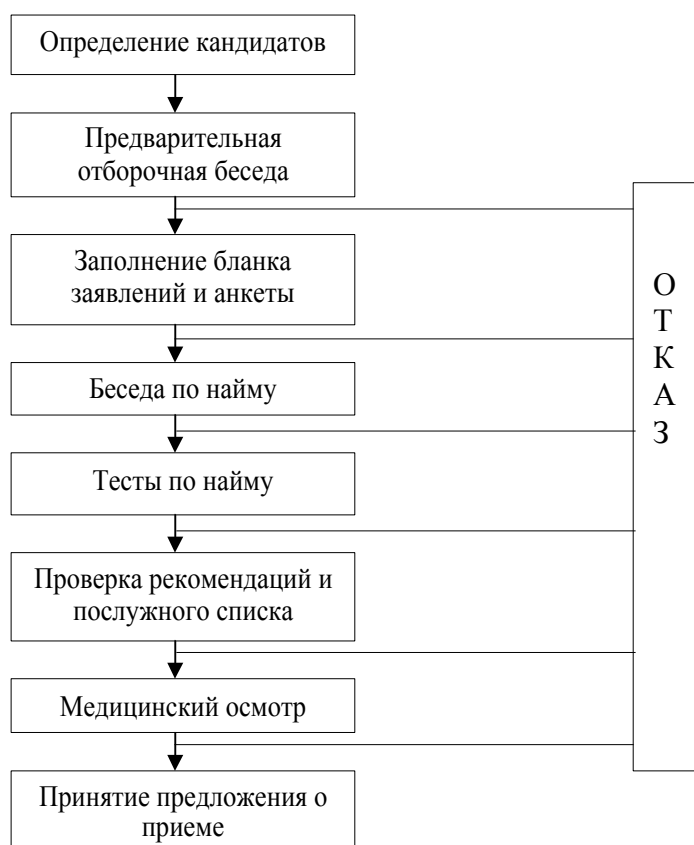 Определение кандидатов
Предварительная
отборочная беседа
Заполнение бланка
заявлений и анкеты
Беседа по найму
Тесты по найму
Проверка рекомендаций и
послужного списка
Медицинский осмотр
Принятие предложения о
приеме
О
Т
К
А
З